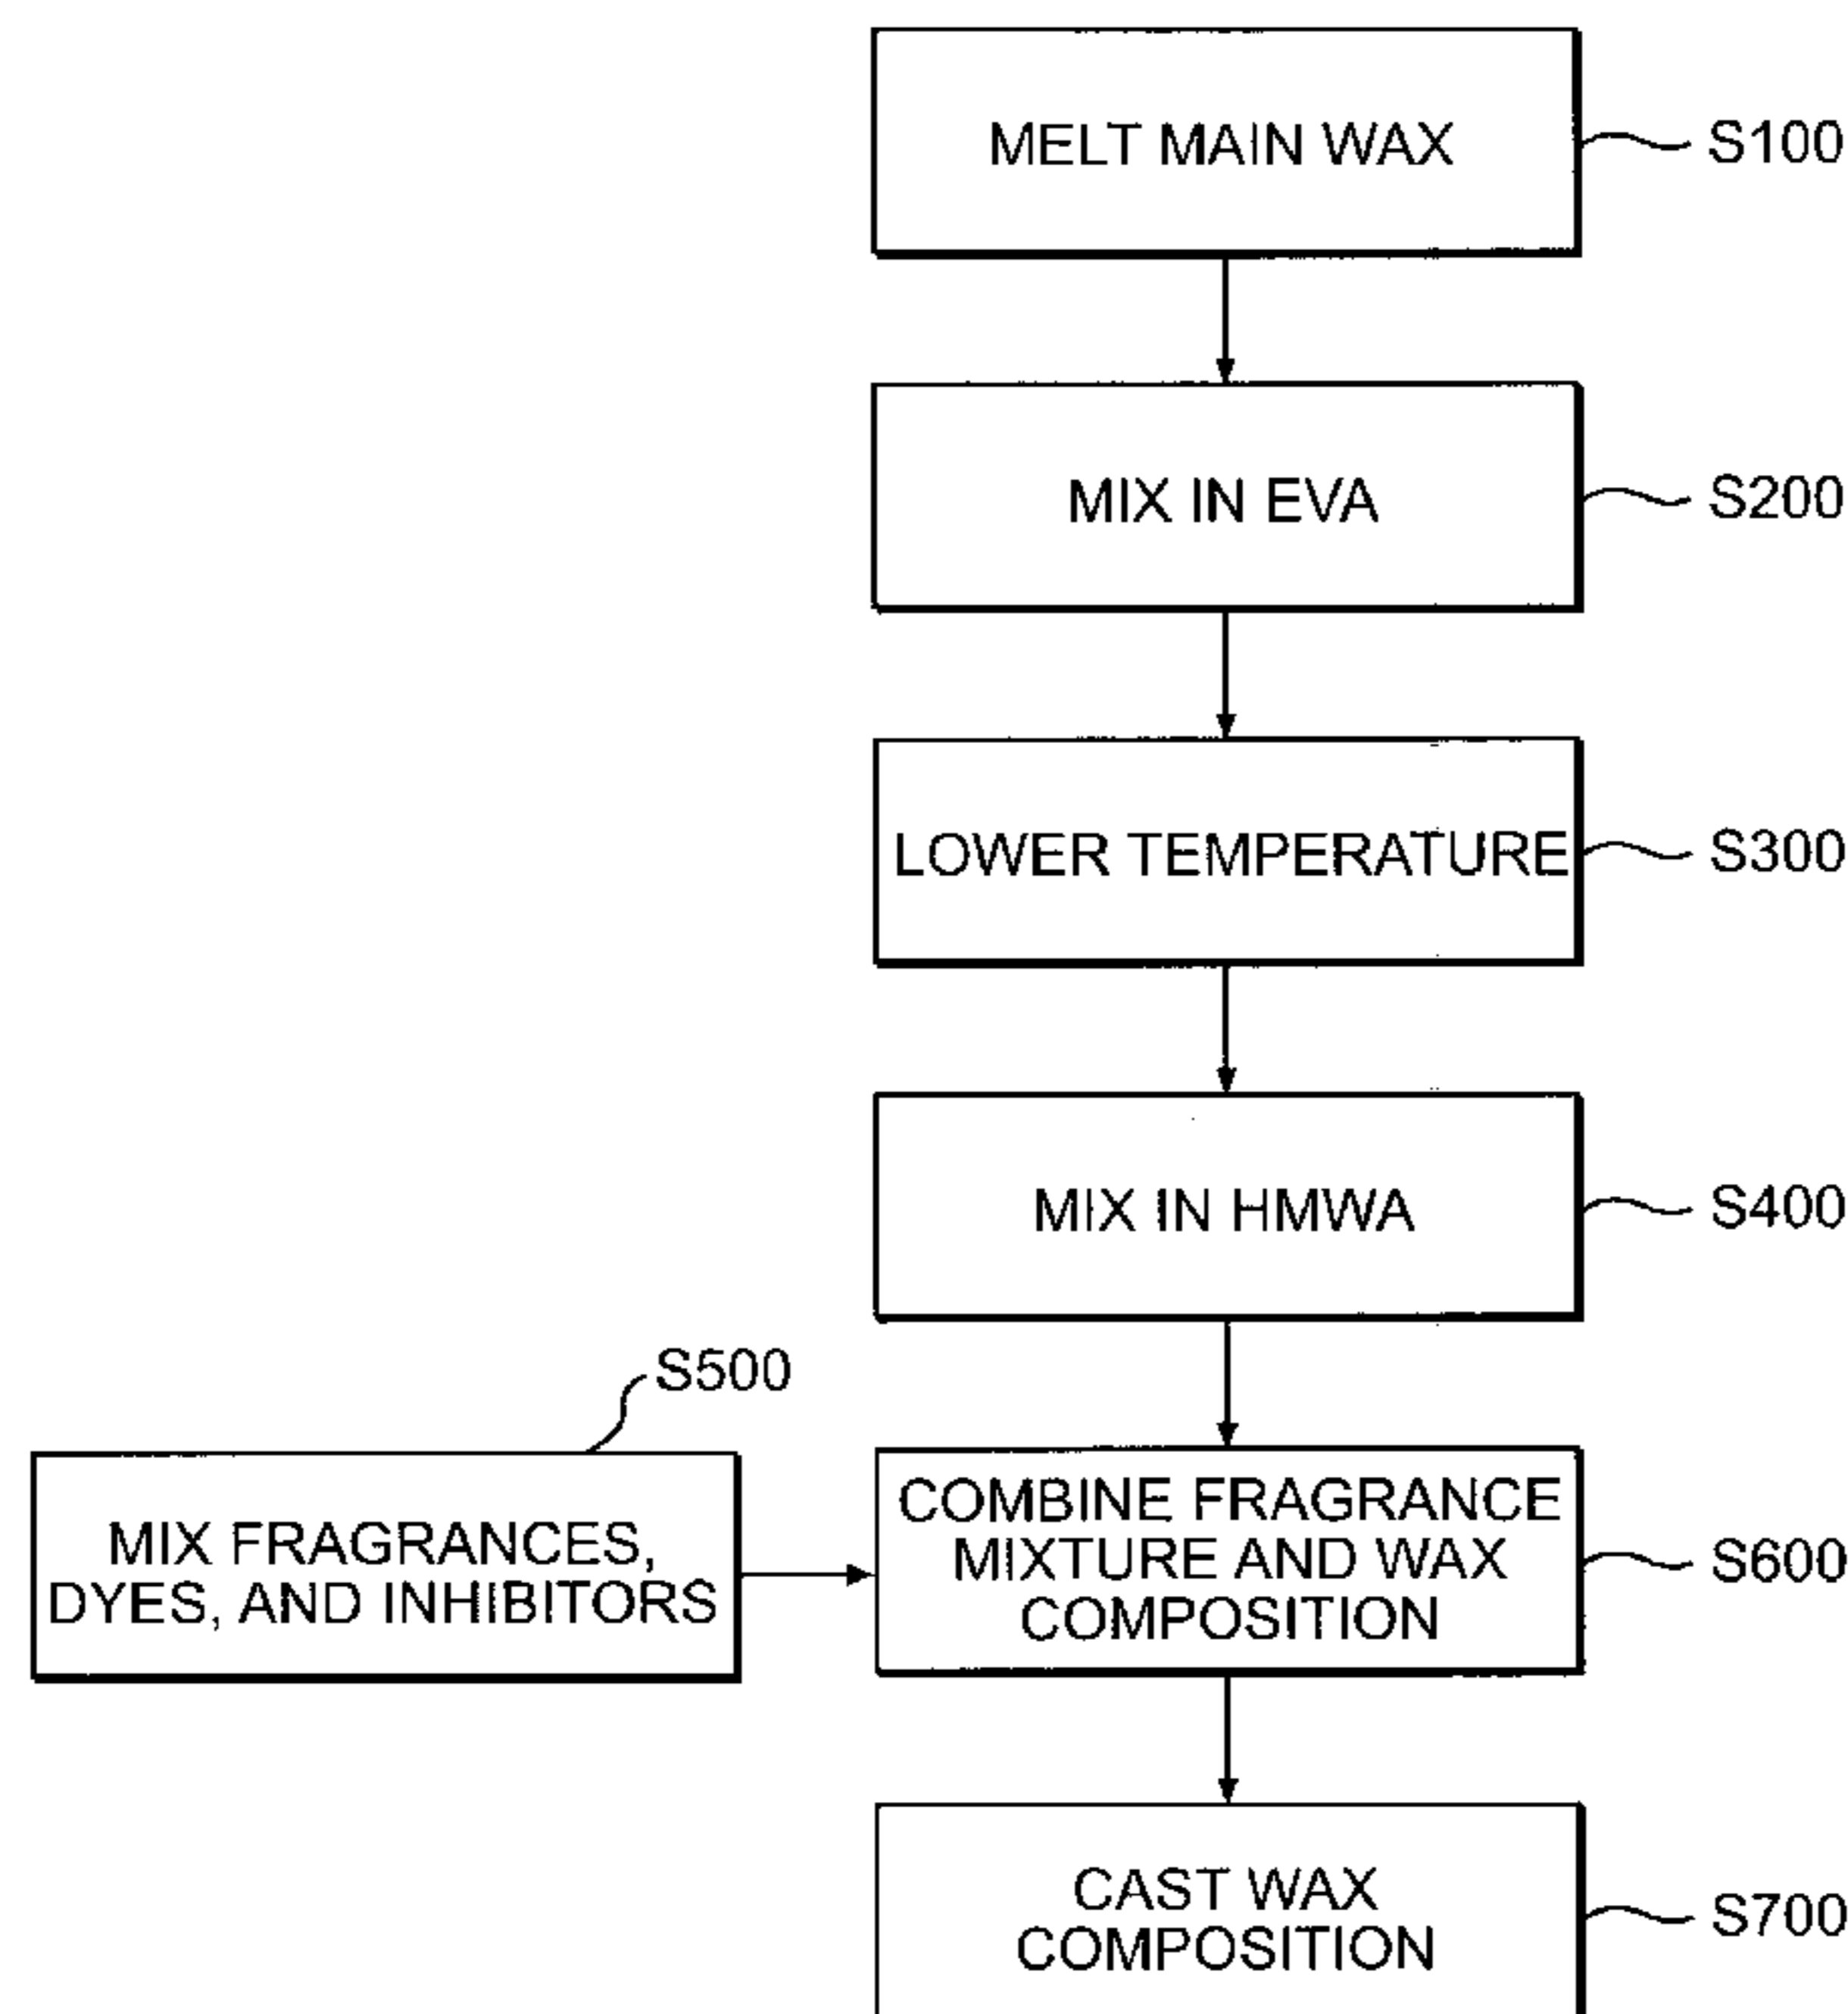 MELT MAIN WAX
S100
MIX IN EVA
S200
LOWER TEMPERATURE
S300
MIX IN HMWA
S400
S500
MIX FRAGRANCES,
DYES, AND INHIBITORS
COMBINE FRAGRANCE
MIXTURE AND WAX
COMPOSITION
S600
CAST WAX
COMPOSITION
S700